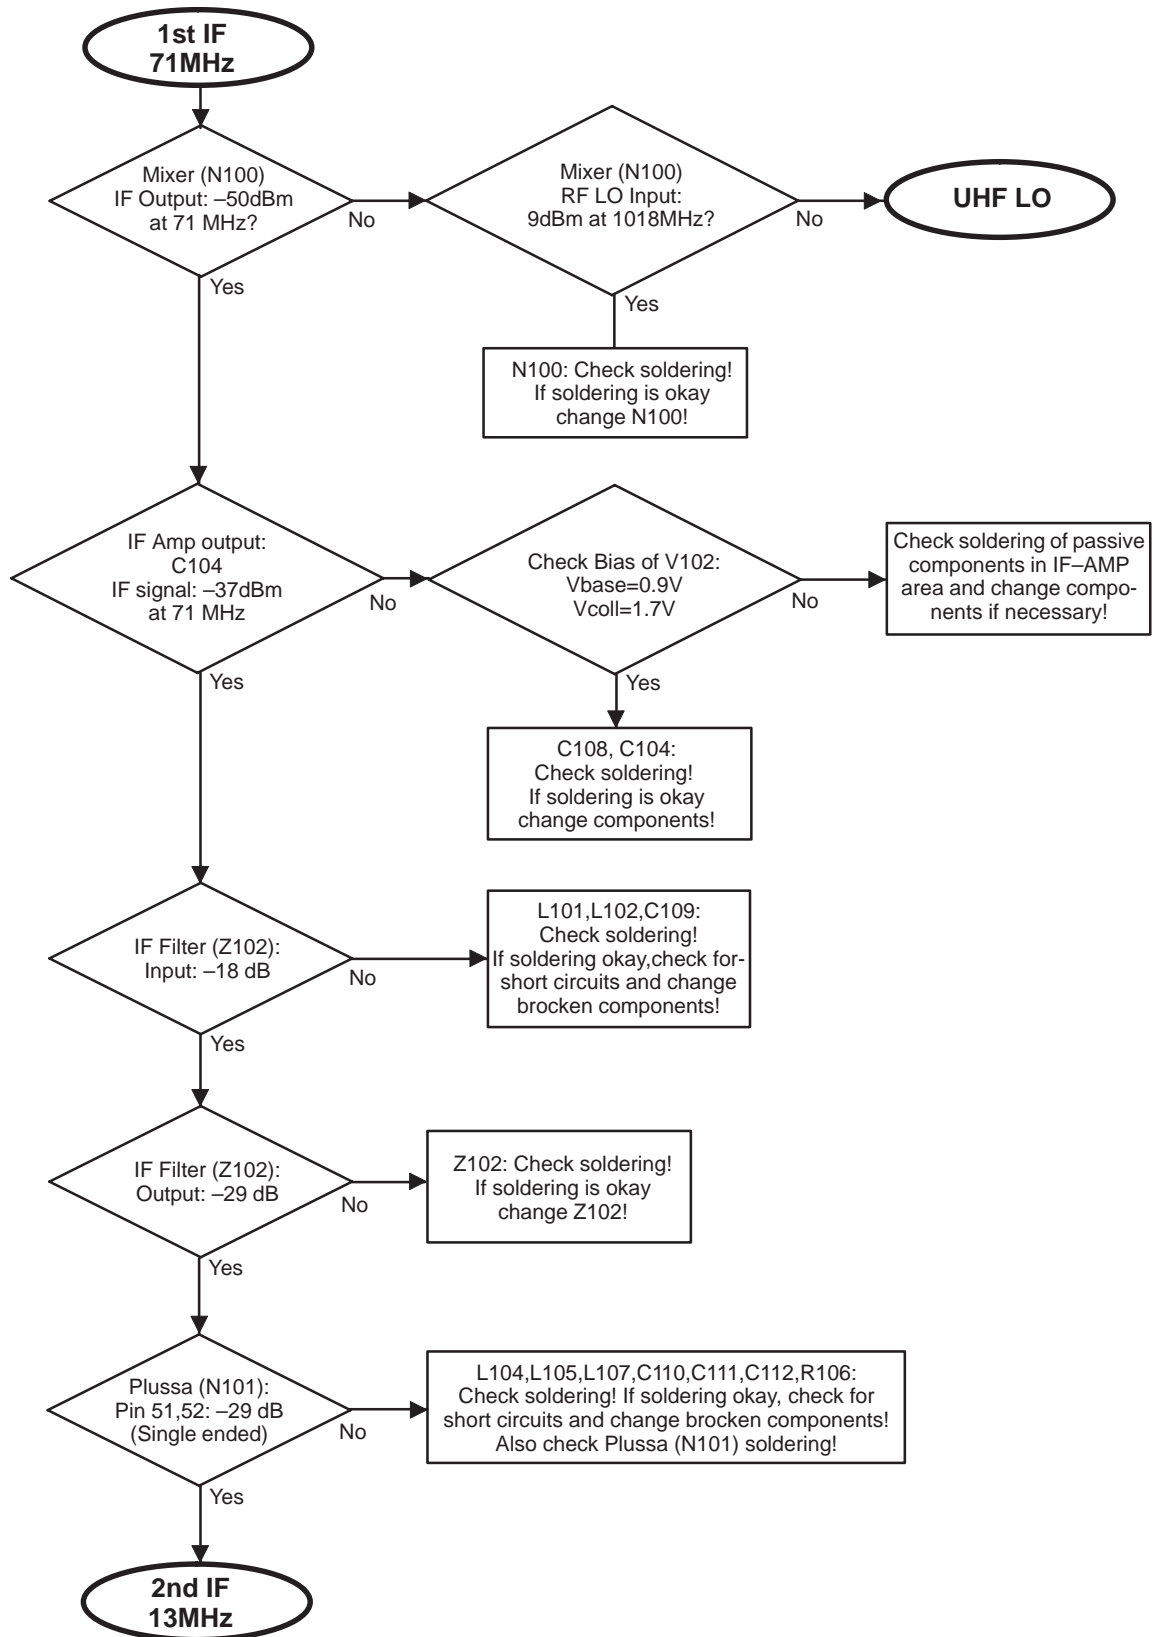 1st IF
71MHz
Mixer (N100)
IF Output: –50dBm
at 71 MHz?
No
Yes
Mixer (N100)
RF LO Input:
9dBm at 1018MHz?
No
Yes
UHF LO
N100: Check soldering!
If soldering is okay
change N100!
IF Amp output:
C104
IF signal: –37dBm
at 71 MHz
No
Yes
Check Bias of V102:
Vbase=0.9V
Vcoll=1.7V
No
Yes
Check soldering of passive
components in IF–AMP
area and change compo-
nents if necessary!
C108, C104:
Check soldering!
If soldering is okay
change components!
IF Filter (Z102):
Input: –18 dB
No
Yes
L101,L102,C109:
Check soldering!
If soldering okay,check for-
short circuits and change
brocken components!
IF Filter (Z102):
Output: –29 dB
No
Yes
Z102: Check soldering!
If soldering is okay
change Z102!
Plussa (N101):
Pin 51,52: –29 dB
(Single ended)
No
Yes
L104,L105,L107,C110,C111,C112,R106:
Check soldering! If soldering okay, check for
short circuits and change brocken components!
Also check Plussa (N101) soldering!
2nd IF
13MHz